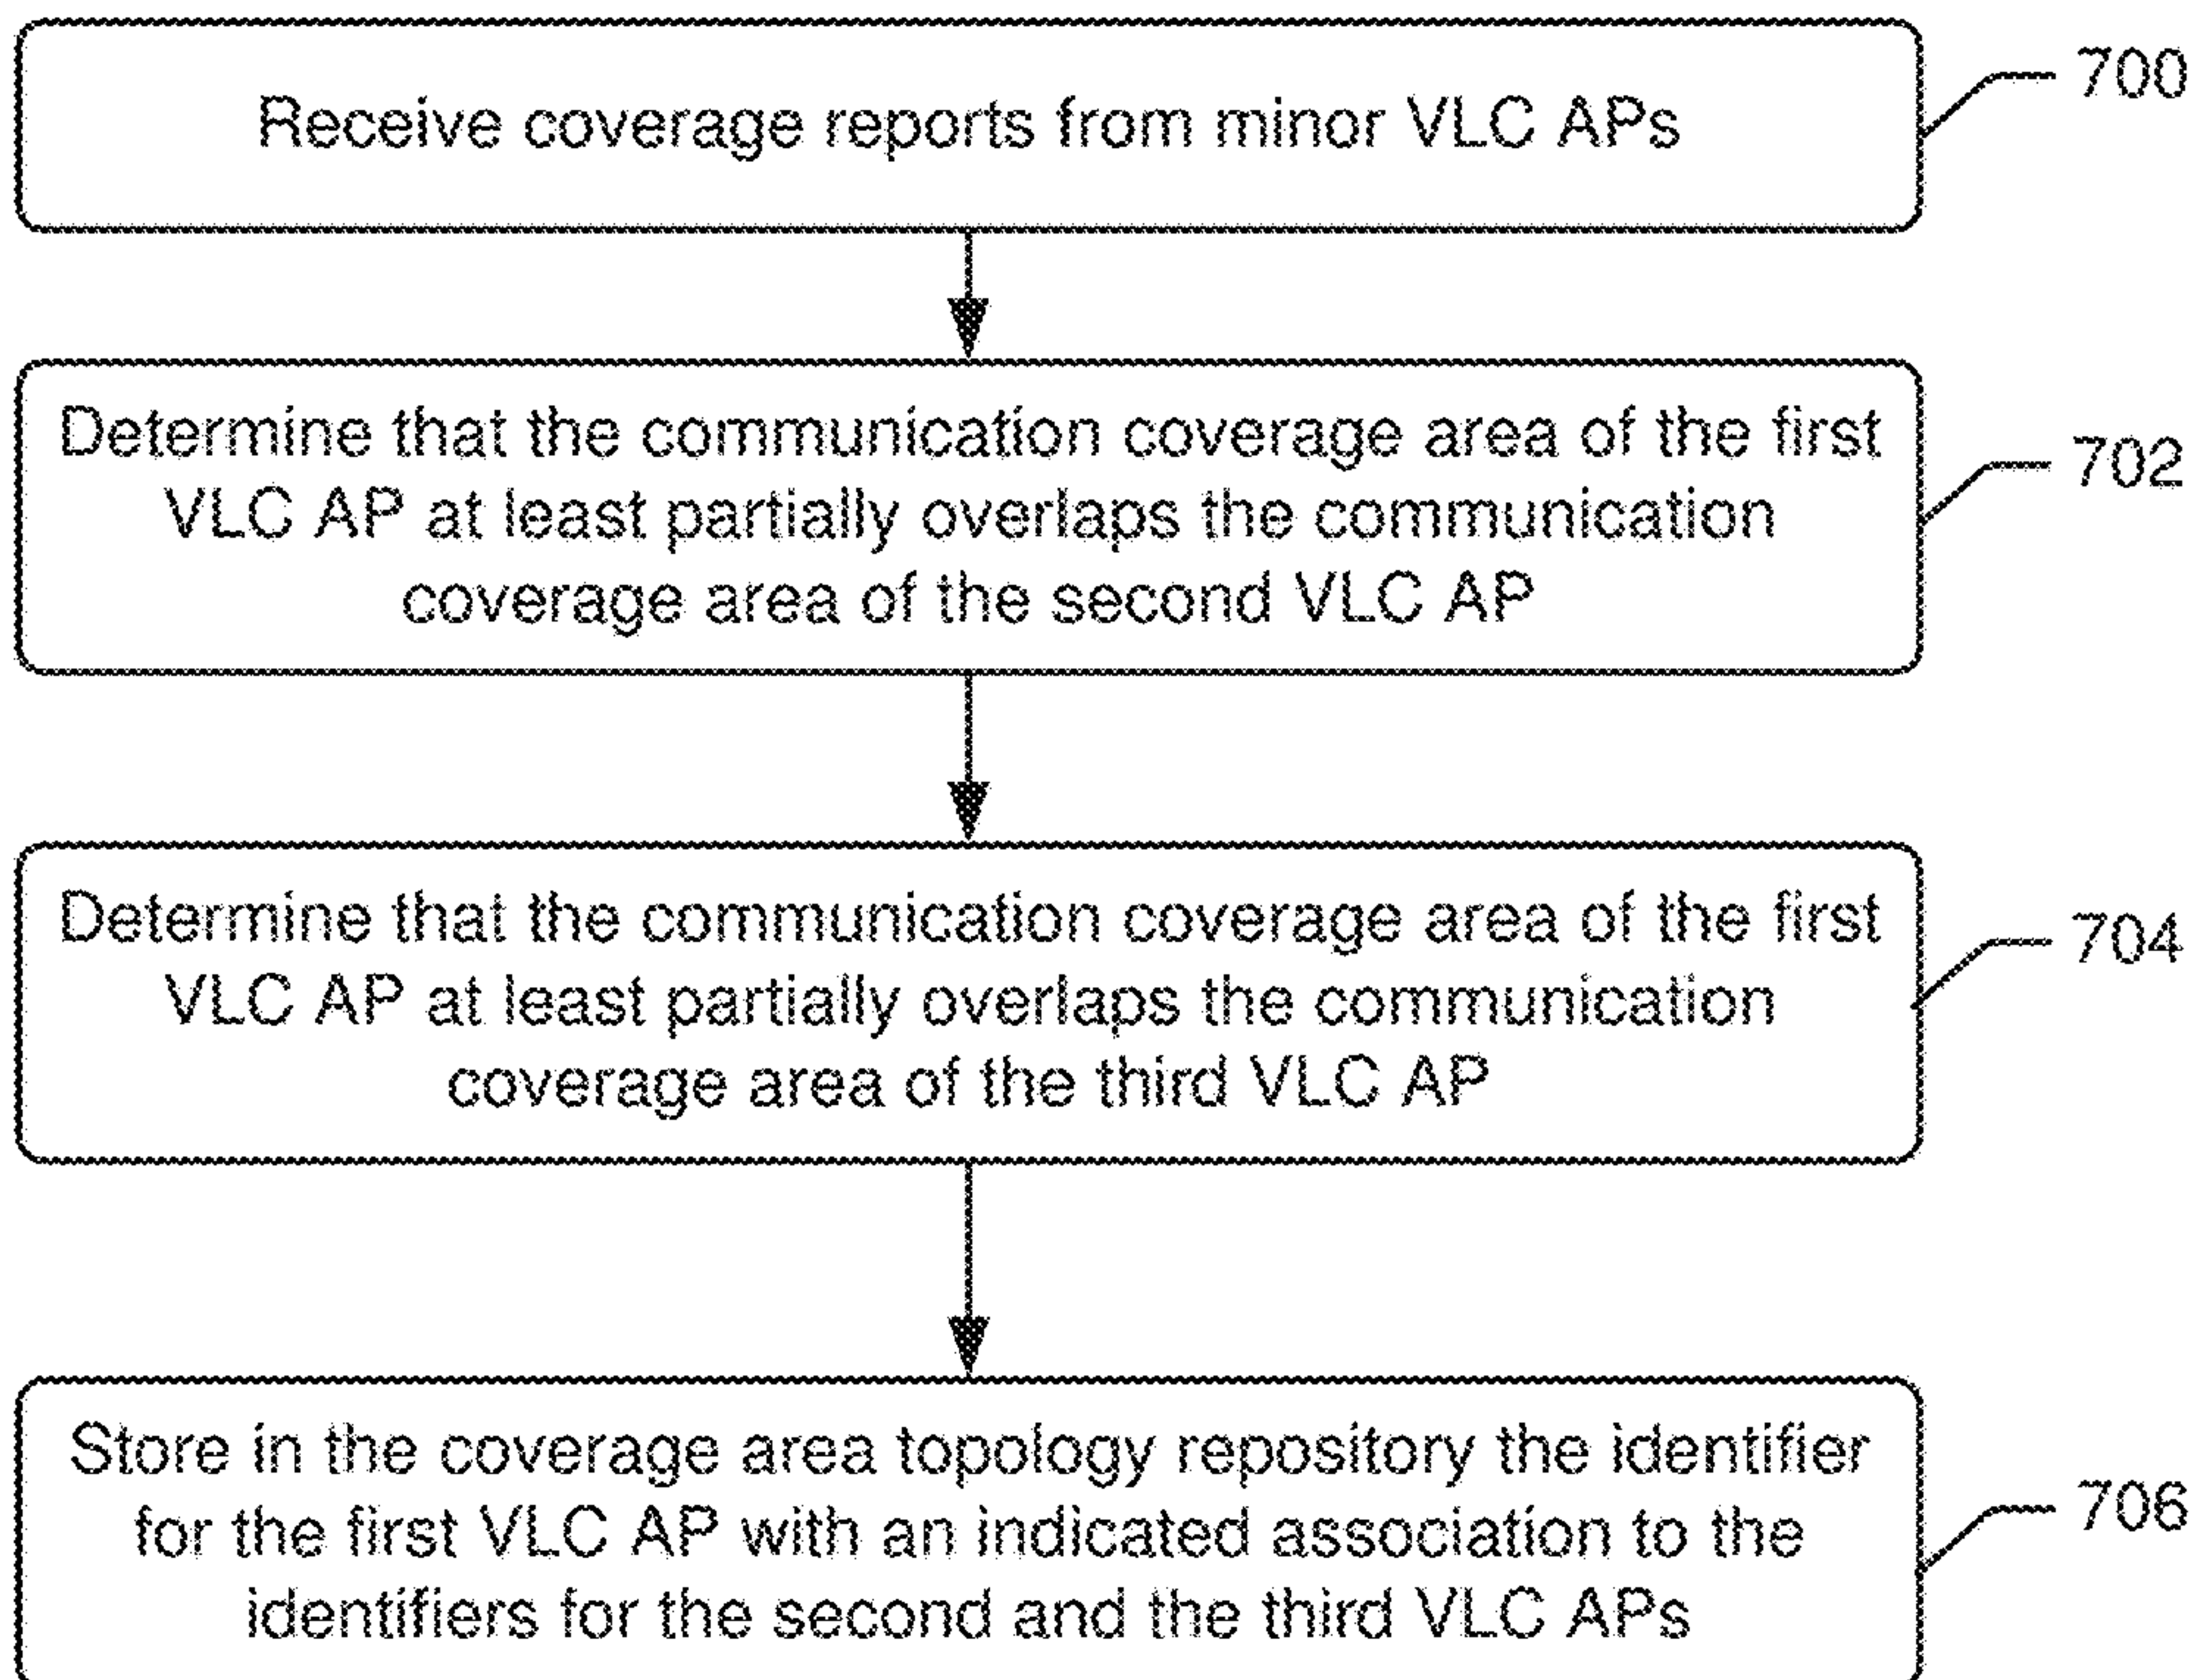 Receive coverage reports from minor VLC APs
700
Determine that the communication coverage area of the first
VLC AP at least partially overlaps the communication
coverage area of the second VLC AP
702
Determine that the communication coverage area of the first
VLC AP at least partially overlaps the communication
coverage area of the third VLC AP
704
Store in the coverage area topology repository the identifier
for the first VLC AP with an indicated association to the
identifiers for the second and the third VLC APs
706